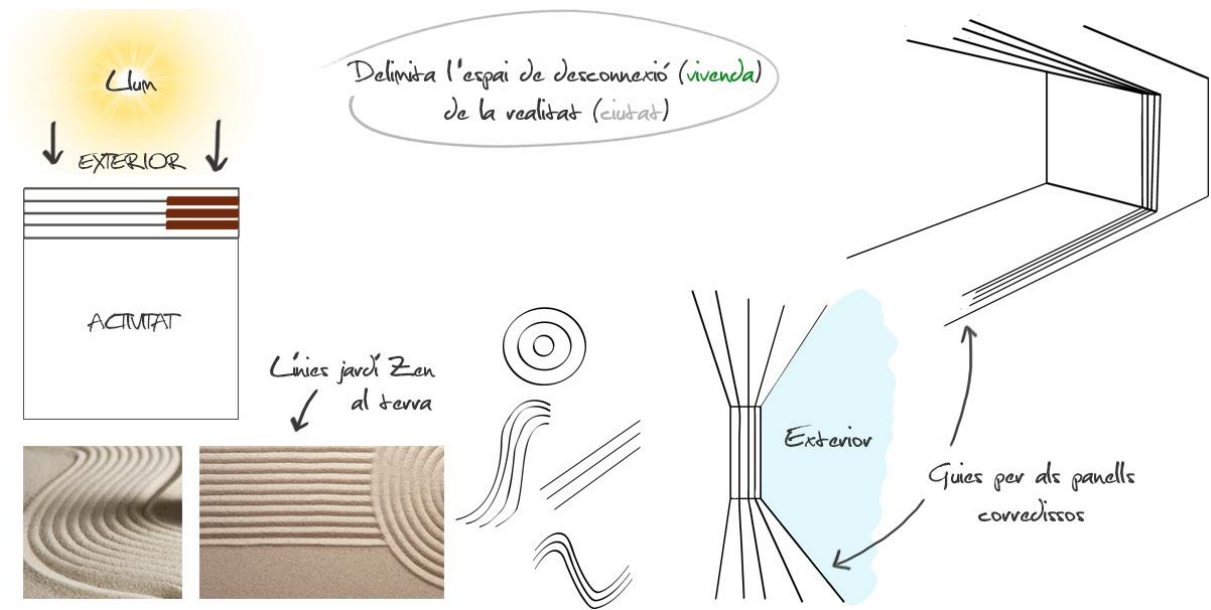 Llum
EXTERIOR
Delimita l'espai de desconnexió (vivenda)
de la realitat (ciutat)
ACTIVITAT
Línies jardí Zen
al terra
Exterior
Guies per als panells
corredissos